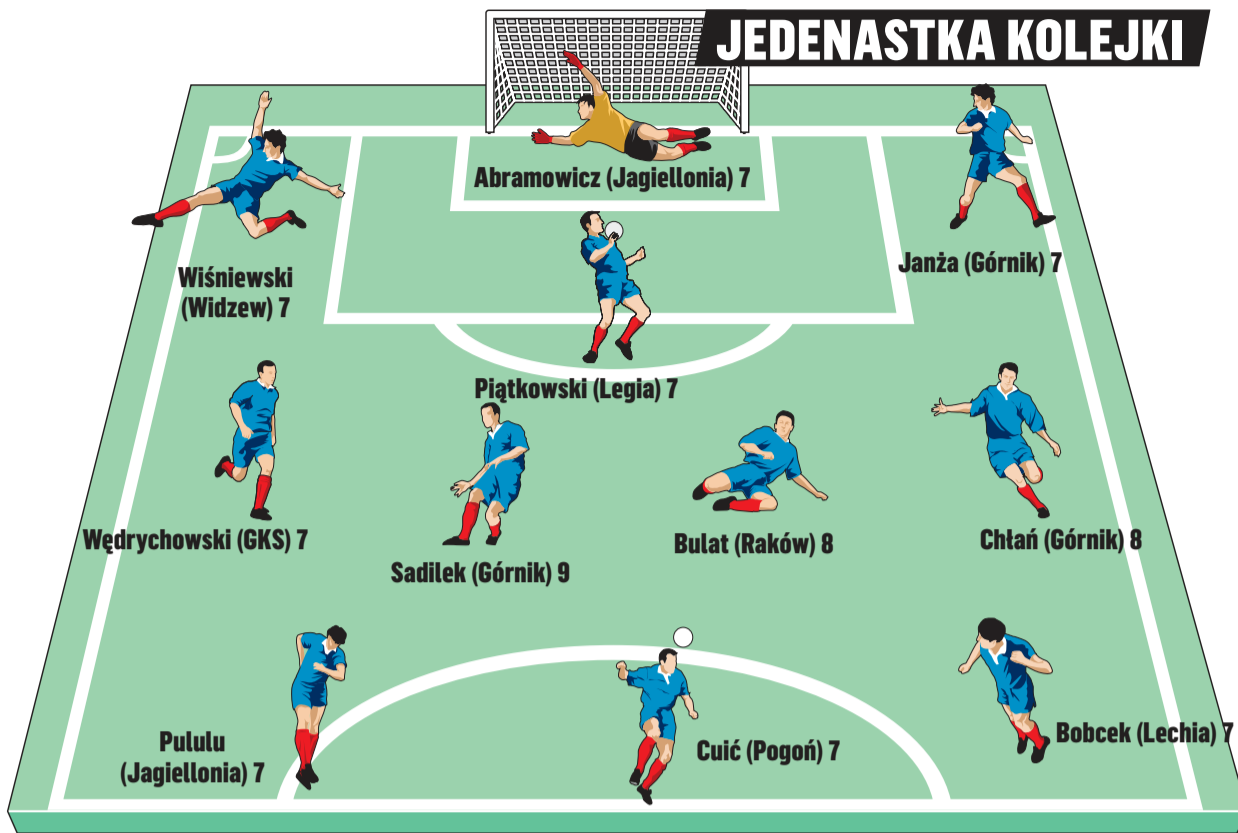 JEDENASTKA KOLEJKI
Abramowicz (Jagiellonia) 7
Wiśniewski
(Widzew) 7
Janża (Górnik) 7
Piątkowski (Legia) 7
Wędrychowski (GKS) 7
Sadilek (Górnik) 9
Bulat (Raków) 8
Chłań (Górnik) 8
Pululu
(Jagiellonia) 7
Cuić (Pogoń) 7
Bobcek (Lechia) 7